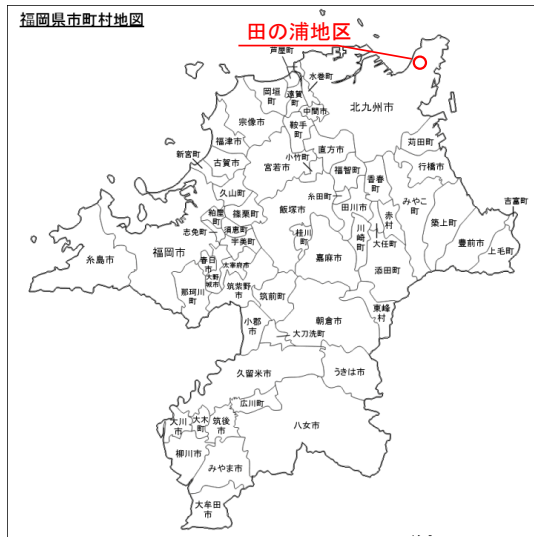 福岡県市町村地図
田の浦地区
芦屋町
水巻町
岡垣町
遠賀町
中間市
北九州市
宗像市
鞍手町
福津市
直方市
苅田町
新宮町
古賀市
小竹町
宮若市
福智町
香春町
行橋市
久山町
糸田町
みやこ町
吉富町
粕屋町
篠栗町
飯塚市
田川市
赤村
築上町
志免町
須恵町
桂川町
川崎町
豊前市
上毛町
福岡市
宇美町
大任町
糸島市
春日市
大野城市
太宰府市
嘉麻市
添田町
那珂川町
筑紫野市
筑前町
東峰村
小郡市
朝倉市
大刀洗町
久留米市
うきは市
広川町
大川市
大木町
筑後市
八女市
柳川市
みやま市
大牟田市